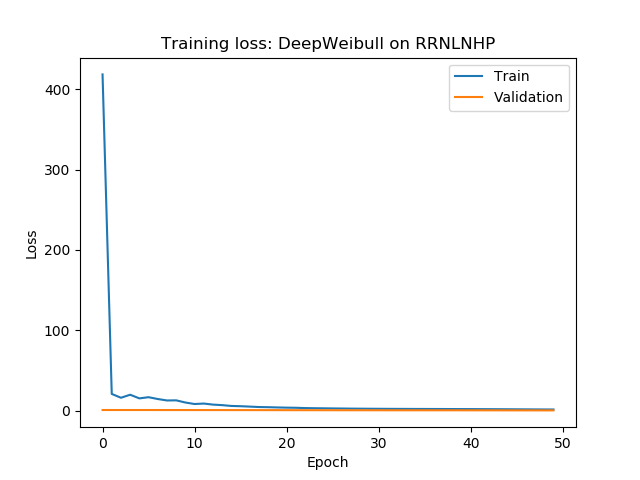 Training loss: DeepWeibull on RRNLNHP
Train
Validation
400
300
200
100
0
Loss
0 10 20 30 40 50
Epoch